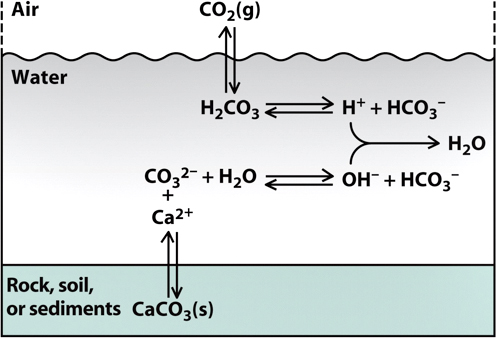 Air
CO₂(g)
Water
H₂CO₃ ⇌ H⁺ + HCO₃⁻
H₂O
CO₃²⁻ + H₂O ⇌ OH⁻ + HCO₃⁻
+
Ca²⁺
Rock, soil,
or sediments CaCO₃(s)